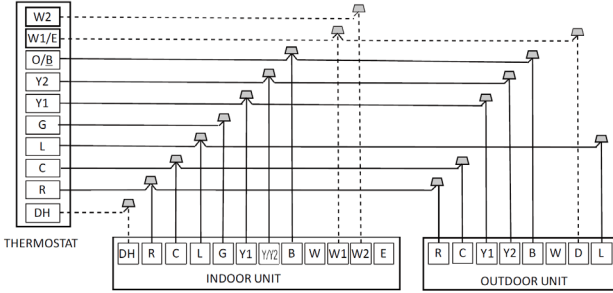 W2
W1/E
O/B
Y2
Y1
G
L
C
R
DH
THERMOSTAT
DH R C L G Y1 Y/Y2 B W W1 W2 E
INDOOR UNIT
R C Y1 Y2 B W D L
OUTDOOR UNIT